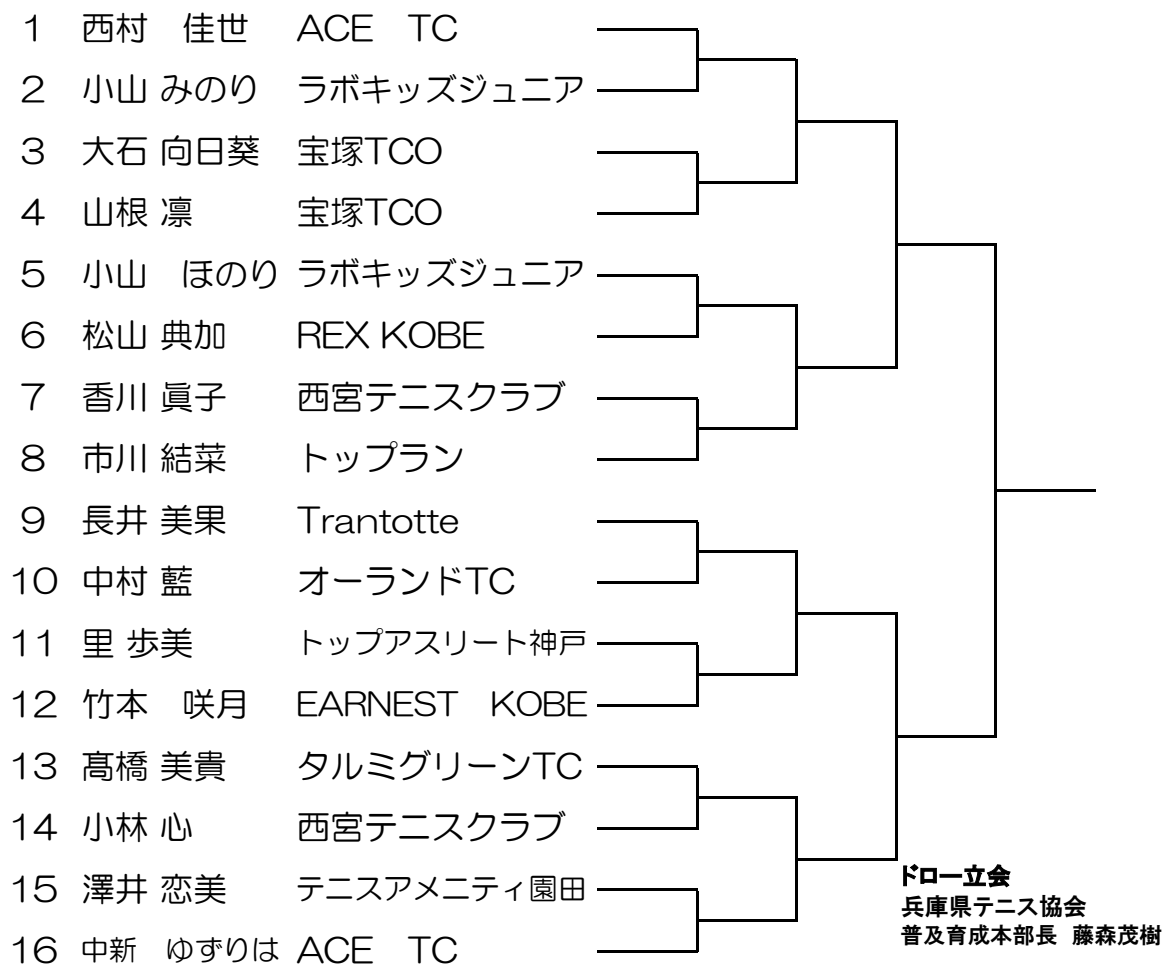 1 西村　佳世 ACE　TC
2 小山 みのり ラボキッズジュニア
3 大石 向日葵 宝塚TCO
4 山根 凛 宝塚TCO
5 小山　ほのり ラボキッズジュニア
6 松山 典加 REX KOBE
7 香川 眞子 西宮テニスクラブ
8 市川 結菜 トップラン
9 長井 美果 Trantotte
10 中村 藍 オーランドTC
11 里 歩美 トップアスリート神戸
12 竹本　咲月 EARNEST　KOBE
13 髙橋 美貴 タルミグリーンTC
14 小林 心 西宮テニスクラブ
15 澤井 恋美 テニスアメニティ園田
16 中新　ゆずりは ACE　TC
ドロー立会
兵庫県テニス協会
普及育成本部長 藤森茂樹